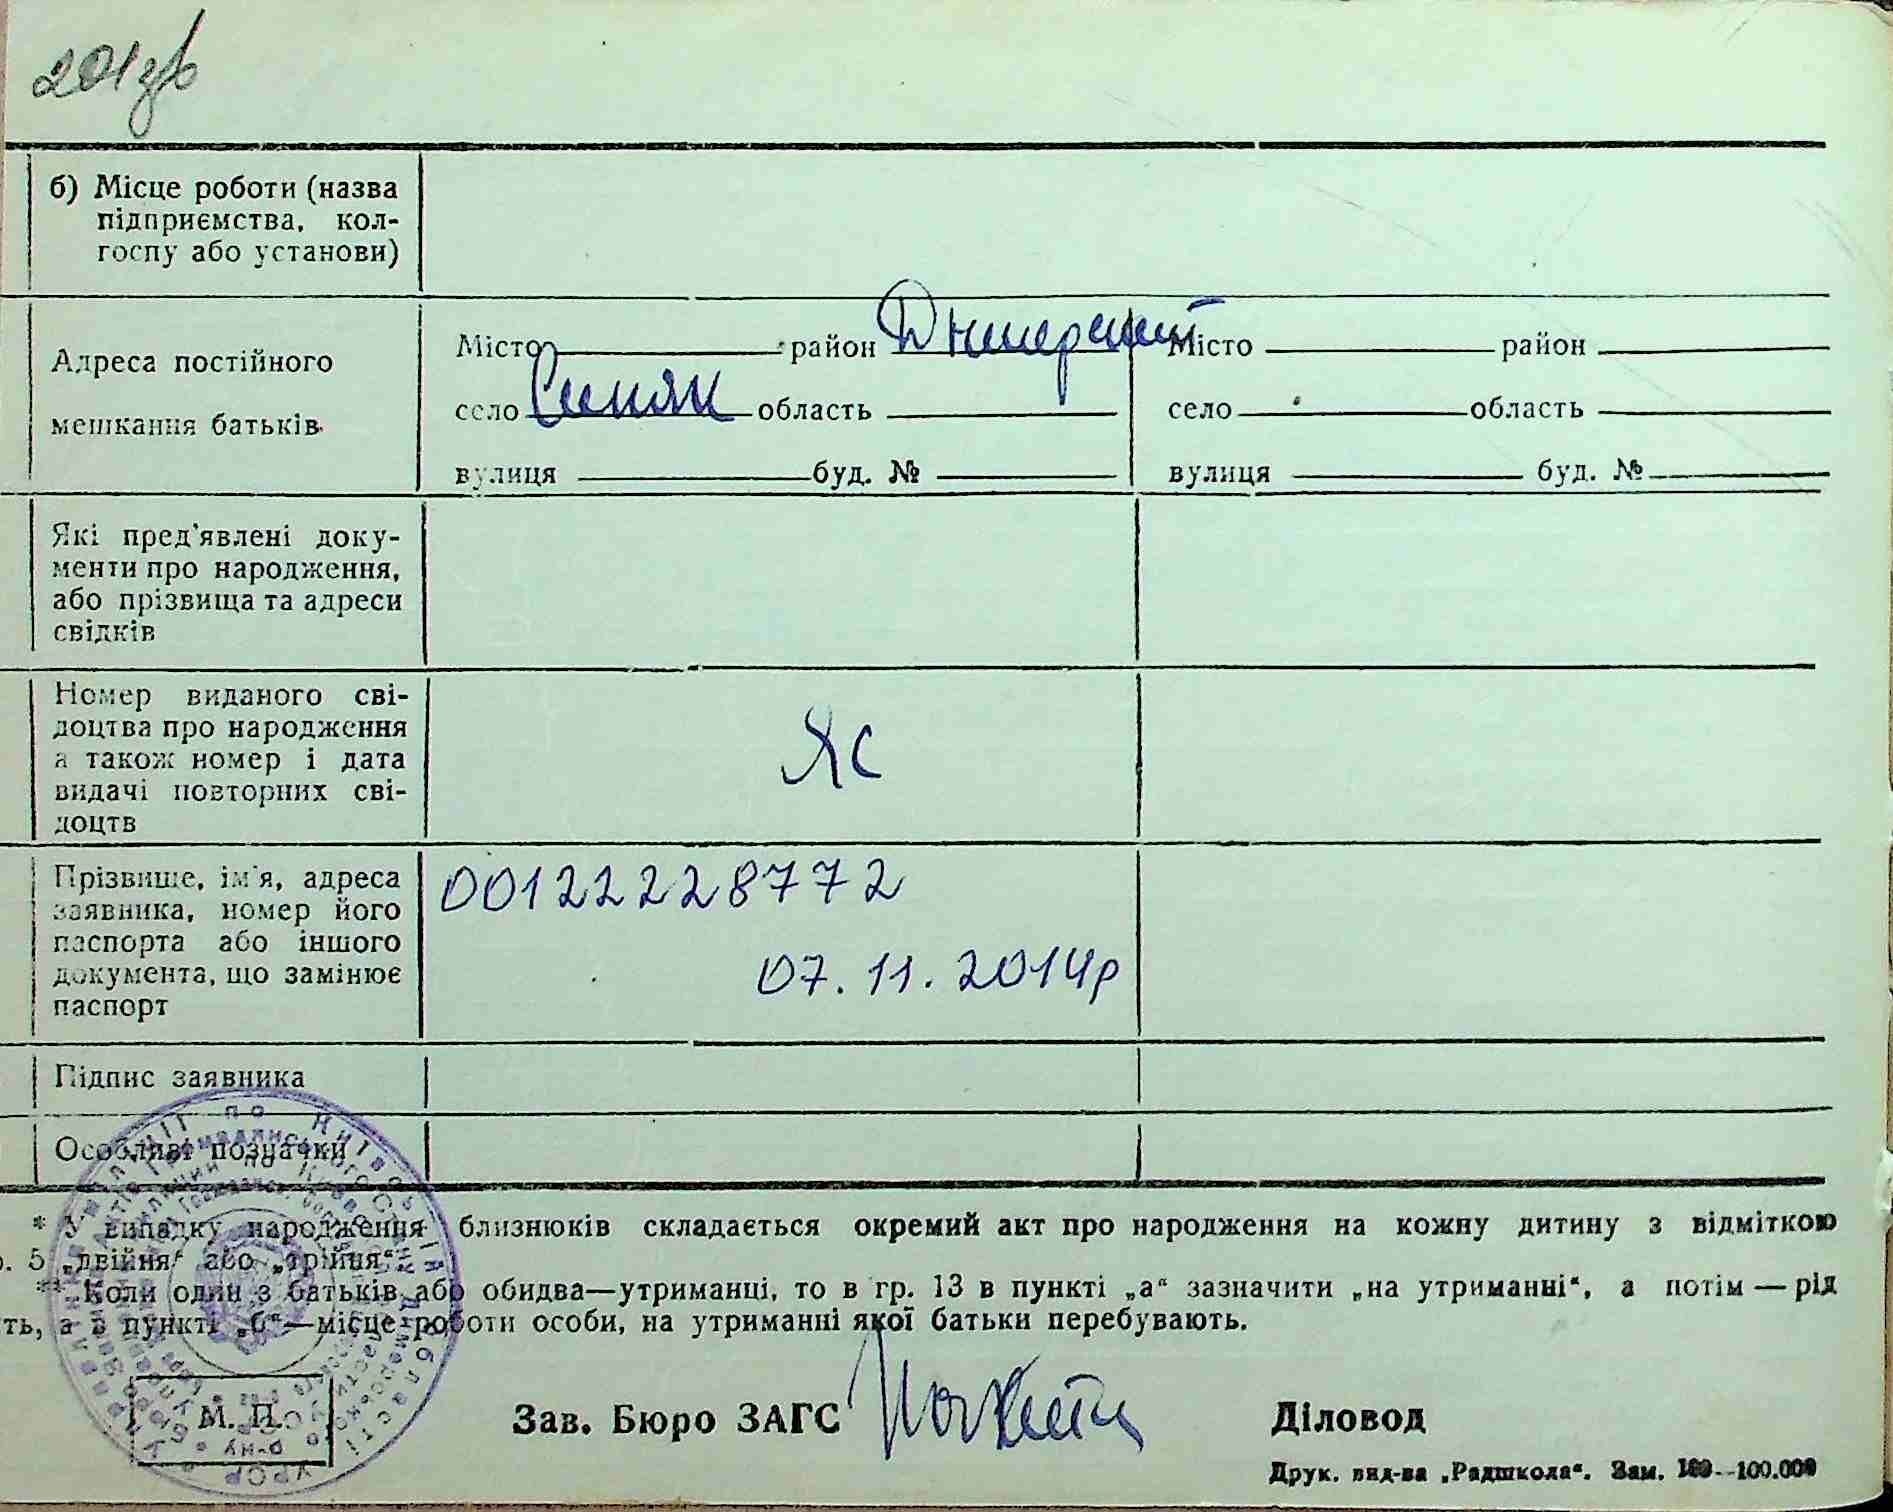 201зв
б) Місце роботи (назва
підприємства, кол-
госпу або установи)
Адреса постійного
мешкання батьків
Місто район Димерський
село Синяк область
вулиця буд. №
Місто район
село область
вулиця буд. №
Які пред'явлені доку-
менти про народження,
або прізвища та адреси
свідків
Номер виданого сві-
доцтва про народження
а також номер і дата
видачі повторних сві-
доцтв
ЯС
Прізвище, ім'я, адреса
заявника, номер його
паспорта або іншого
документа, що замінює
паспорт
00122228772
07.11.2014р
Підпис заявника
Особливі позначки
* У випадку народження близнюків складається окремий акт про народження на кожну дитину з відміткою
. 5 „двійня“ або „трійня“.
** Коли один з батьків або обидва—утриманці, то в гр. 13 в пункті „а“ зазначити „на утриманні“, а потім — рід
ть, а в пункті „б“—місце роботи особи, на утриманні якої батьки перебувають.
М. П.
Зав. Бюро ЗАГС
Діловод
Друк. вид-ва „Радшкола“. Зам. 100.000